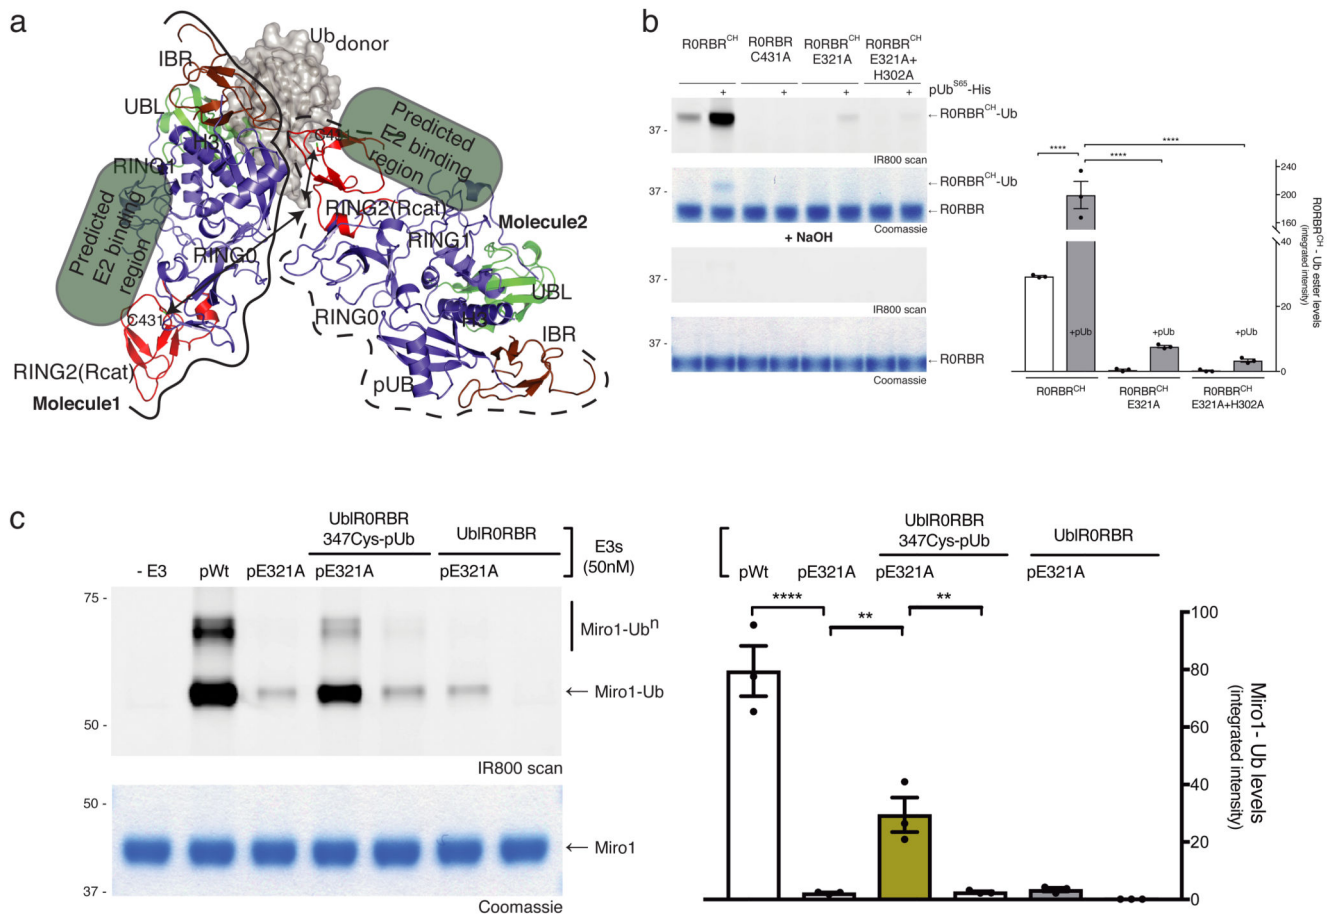 a
Ub donor
IBR
UBL
H3
RING1
Predicted
E2 binding
region
RING0
C431
RING2(Rcat)
Molecule1
C431
Predicted
E2 binding
region
RING2(Rcat)
RING1
Molecule2
UBL
RING0
H3
IBR
pUB
b
R0RBR^CH
R0RBR
C431A
R0RBR^CH
E321A
R0RBR^CH
E321A+
H302A
+ + + + pUb^S65-His
37 -
←R0RBR^CH-Ub
IR800 scan
37 -
←R0RBR^CH-Ub
←R0RBR
Coomassie
+ NaOH
37 -
IR800 scan
37 -
←R0RBR
Coomassie
****
****
****
240
200
160
40
20
0
R0RBR^CH - Ub ester levels
(integrated intensity)
+pUb
+pUb
+pUb
R0RBR^CH
R0RBR^CH
E321A
R0RBR^CH
E321A+H302A
c
UblR0RBR
347Cys-pUb
UblR0RBR
E3s
(50nM)
- E3 pWt pE321A pE321A pE321A
75 -
Miro1-Ub^n
← Miro1-Ub
50 -
IR800 scan
50 -
← Miro1
37 -
Coomassie
UblR0RBR
347Cys-pUb
UblR0RBR
pWt pE321A pE321A pE321A
****
**
**
100
80
60
40
20
0
Miro1- Ub levels
(integrated intensity)